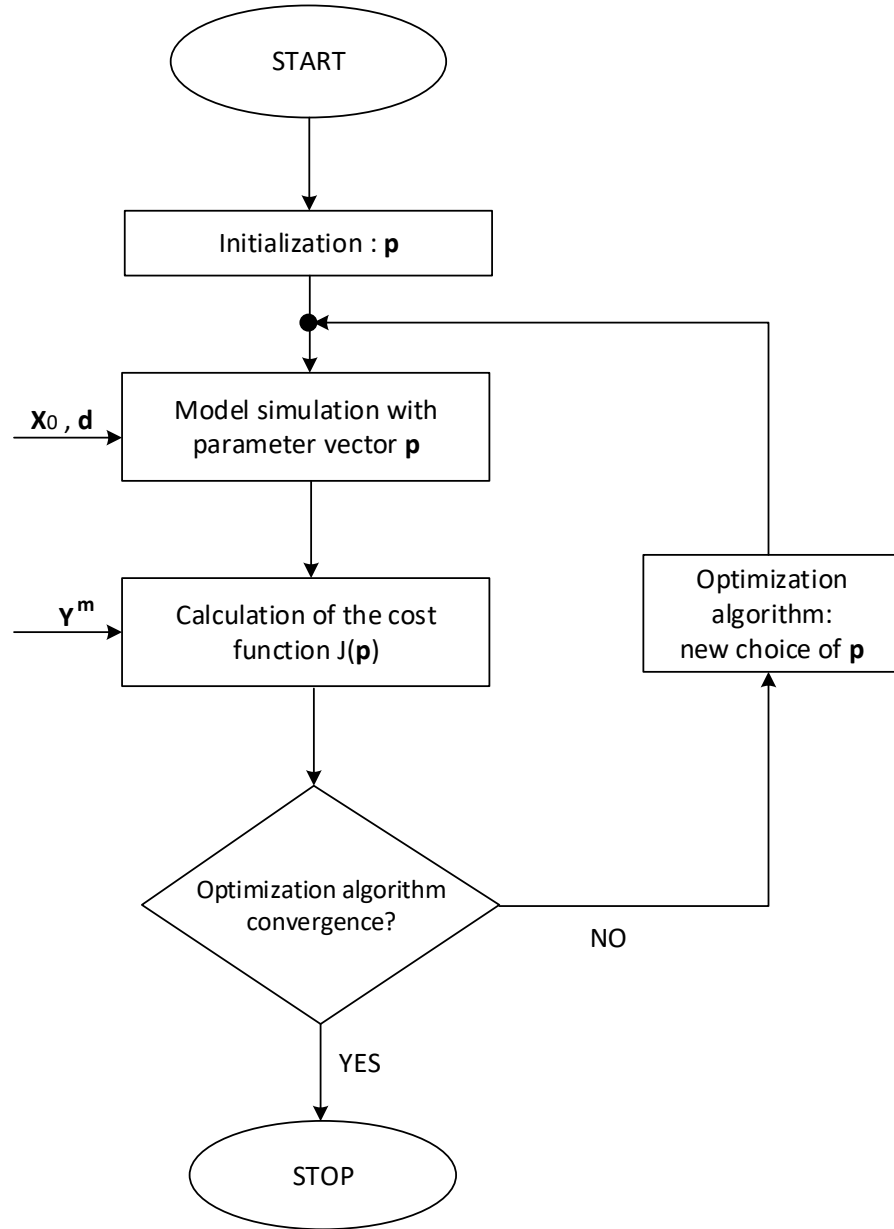 START
Initialization : p
X0 , d
Model simulation with
parameter vector p
Y^m
Calculation of the cost
function J(p)
Optimization
algorithm:
new choice of p
Optimization algorithm
convergence?
NO
YES
STOP